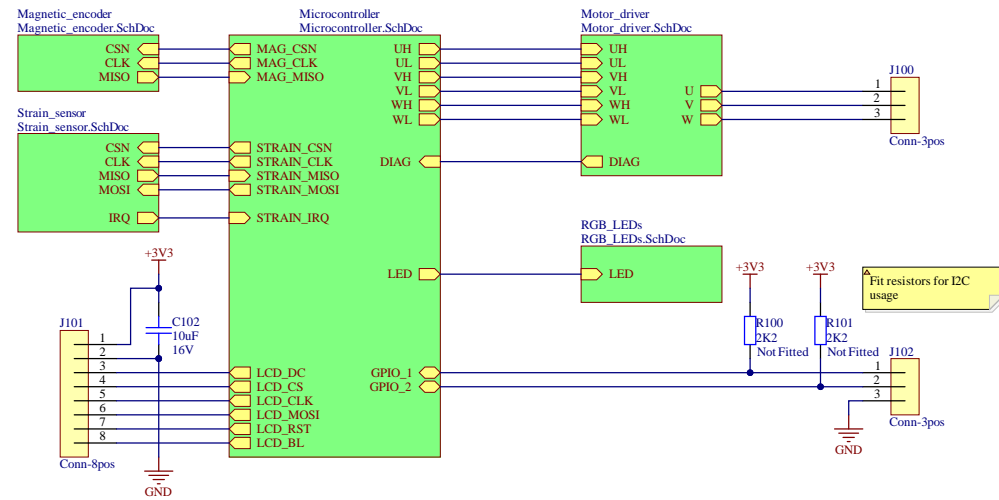 Magnetic_encoder
Magnetic_encoder.SchDoc
CSN
CLK
MISO
Strain_sensor
Strain_sensor.SchDoc
CSN
CLK
MISO
MOSI
IRQ
Microcontroller
Microcontroller.SchDoc
MAG_CSN
MAG_CLK
MAG_MISO
STRAIN_CSN
STRAIN_CLK
STRAIN_MISO
STRAIN_MOSI
STRAIN_IRQ
LCD_DC
LCD_CS
LCD_CLK
LCD_MOSI
LCD_RST
LCD_BL
UH
UL
VH
VL
WH
WL
DIAG
LED
GPIO_1
GPIO_2
Motor_driver
Motor_driver.SchDoc
UH
UL
VH
VL
WH
WL
DIAG
U
V
W
J100
1
2
3
Conn-3pos
RGB_LEDs
RGB_LEDs.SchDoc
LED
+3V3
R100
2K2
Not Fitted
+3V3
R101
2K2
Not Fitted
Fit resistors for I2C
usage
J102
1
2
3
Conn-3pos
GND
+3V3
C102
10uF
16V
J101
1
2
3
4
5
6
7
8
Conn-8pos
GND